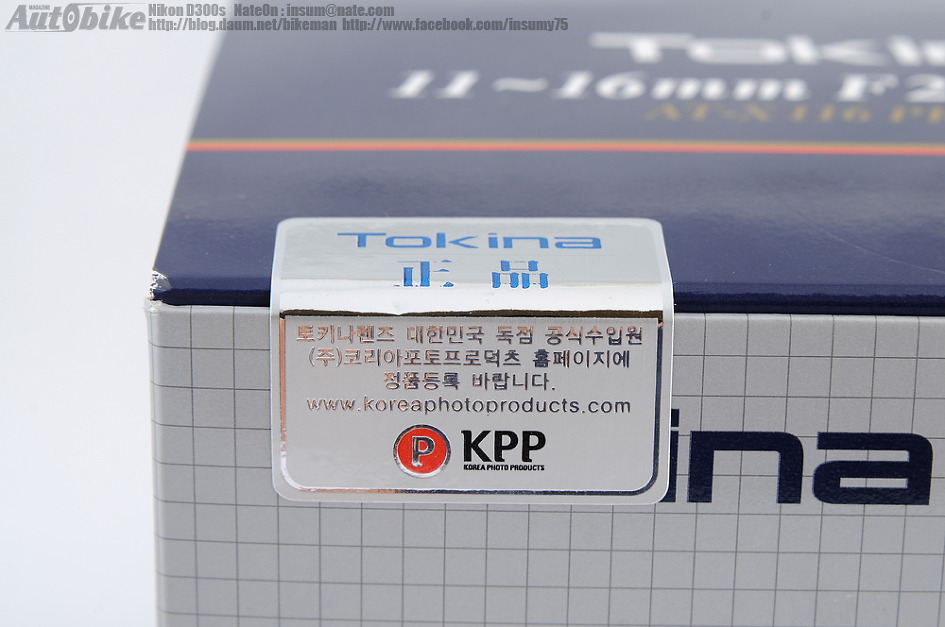 MAGAZINE
AutObike
Nikon D300s NateOn : insum@nate.com
http://blog.daum.net/bikeman http://www.facebook.com/insumy75
Tokina
11~16mm F2
AT-X 116 P
Tokina
正品
토키나렌즈 대한민국 독점 공식수입원
(주)코리아포토프로덕츠 홈페이지에
정품등록 바랍니다.
www.koreaphotoproducts.com
P KPP
KOREA PHOTO PRODUCTS
ina